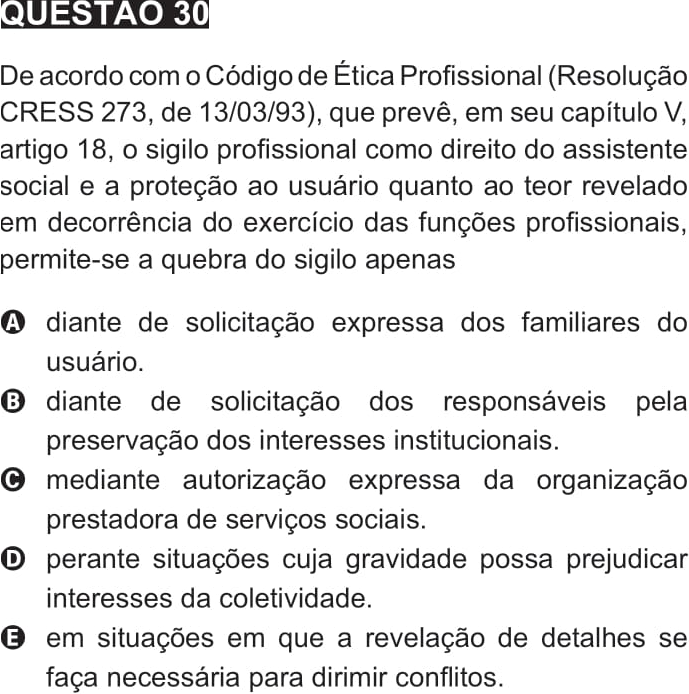 QUESTÃO 30
De acordo com o Código de Ética Profissional (Resolução
CRESS 273, de 13/03/93), que prevê, em seu capítulo V,
artigo 18, o sigilo profissional como direito do assistente
social e a proteção ao usuário quanto ao teor revelado
em decorrência do exercício das funções profissionais,
permite-se a quebra do sigilo apenas
A diante de solicitação expressa dos familiares do
usuário.
B diante de solicitação dos responsáveis pela
preservação dos interesses institucionais.
C mediante autorização expressa da organização
prestadora de serviços sociais.
D perante situações cuja gravidade possa prejudicar
interesses da coletividade.
E em situações em que a revelação de detalhes se
faça necessária para dirimir conflitos.